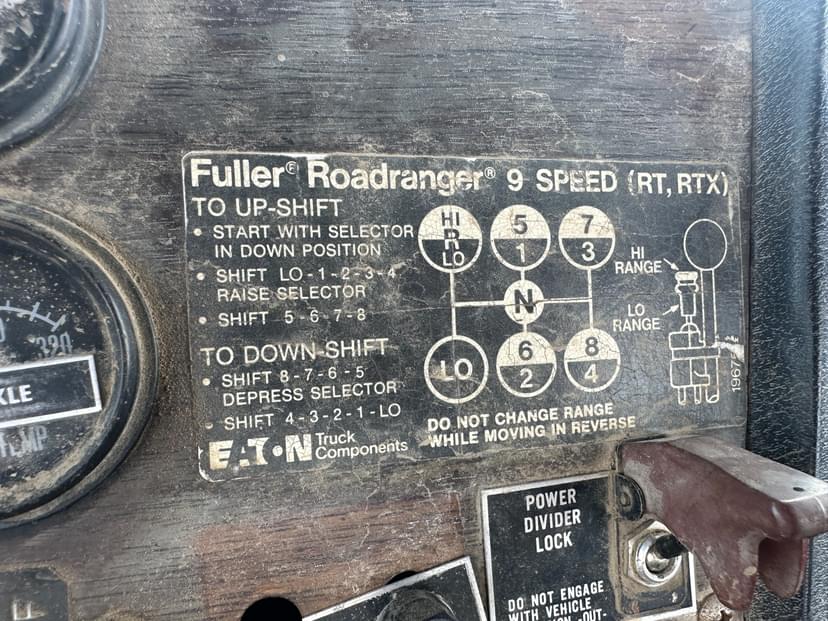 Fuller® Roadranger® 9 SPEED (RT, RTX)
TO UP-SHIFT
• START WITH SELECTOR
IN DOWN POSITION
• SHIFT LO-1-2-3-4
RAISE SELECTOR
• SHIFT 5-6-7-8
TO DOWN-SHIFT
• SHIFT 8-7-6-5
DEPRESS SELECTOR
• SHIFT 4-3-2-1-LO
EATON Truck
Components
HI
R
LO
5
1
7
3
N
LO
6
2
8
4
HI
RANGE
LO
RANGE
DO NOT CHANGE RANGE
WHILE MOVING IN REVERSE
1967
320
KLE
TEMP
POWER
DIVIDER
LOCK
DO NOT ENGAGE
WITH VEHICLE